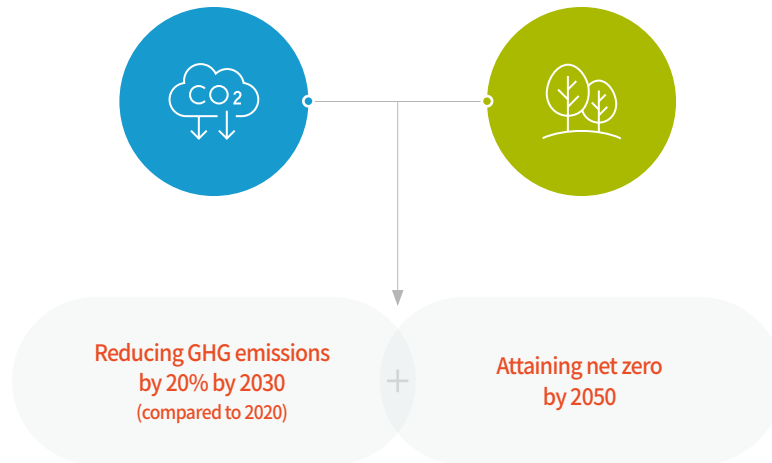 CO2
Reducing GHG emissions
by 20% by 2030
(compared to 2020)
+
Attaining net zero
by 2050